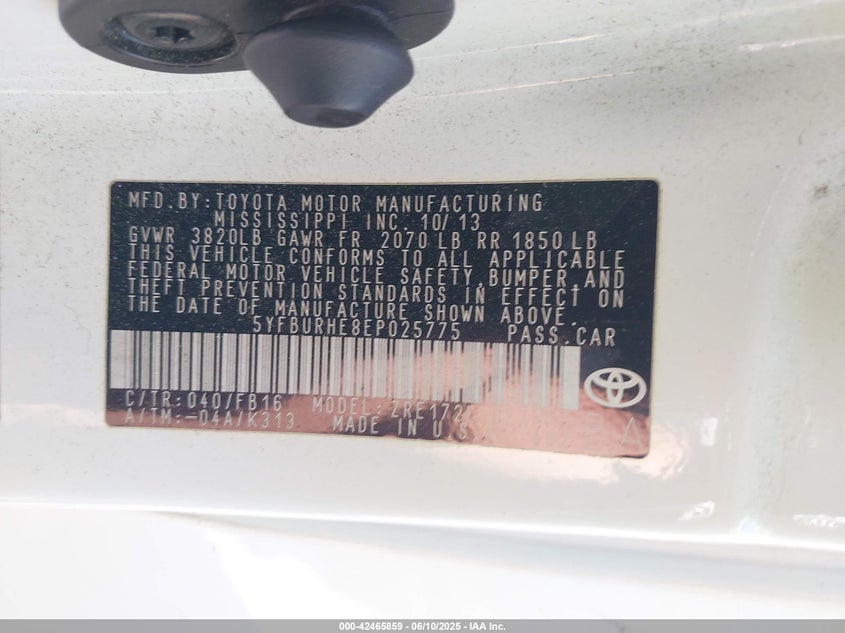 MFD.BY:TOYOTA MOTOR MANUFACTURING
MISSISSIPPI INC. 10/13
GVWR 3820LB GAWR FR 2070 LB RR 1850 LB
THIS VEHICLE CONFORMS TO ALL APPLICABLE
FEDERAL MOTOR VEHICLE SAFETY,BUMPER,AND
THEFT PREVENTION STANDARDS IN EFFECT ON
THE DATE OF MANUFACTURE SHOWN ABOVE.
5YFBURHE8EP025775 PASS.CAR
C/TR:040/FB16 MODEL:ZRE172
A/TM:-04A/K313 MADE IN U.S.
000-42465859 - 06/10/2025 - IAA Inc.